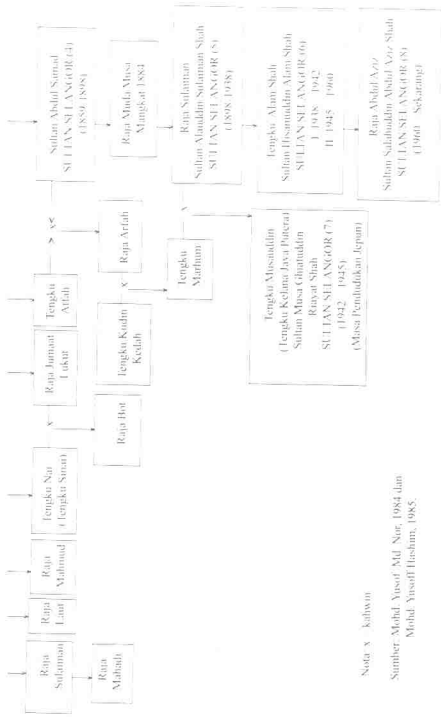 Raja
Sulaiman
Raja
Laut
Raja
Mahmud
Tengku Nai
(Tengku Sinar)
x
Raja Jumaat
Lukut
Tengku
Arfah
x
Sultan Abdul Samad
SULTAN SELANGOR (4)
(1859-1898)
Raja
Mahadi
Raja Bot
Tengku Kudin
Kedah
x
Raja Arfah
Raja Muda Musa
Mangkat 1884
Tengku
Marhum
x
Raja Sulaiman
Sultan Alauddin Sulaiman Shah
SULTAN SELANGOR (5)
(1898-1938)
Tengku Musauddin
(Tengku Kelana Jaya Putera)
Sultan Musa Ghiatuddin
Riayat Shah
SULTAN SELANGOR (7)
(1942 1945)
(Masa Pendudukan Jepun)
Tengku Alam Shah
Sultan Hisamuddin Alam Shah
SULTAN SELANGOR (6)
I 1938 1942
II 1945 1960
Raja Abdul Aziz
Sultan Salahuddin Abdul Aziz Shah
SULTAN SELANGOR (8)
(1960 Sekarang)
Nota x kahwin
Sumber Mohd. Yusof Md. Nor, 1984 dan
Mohd. Yusoff Hashim, 1985